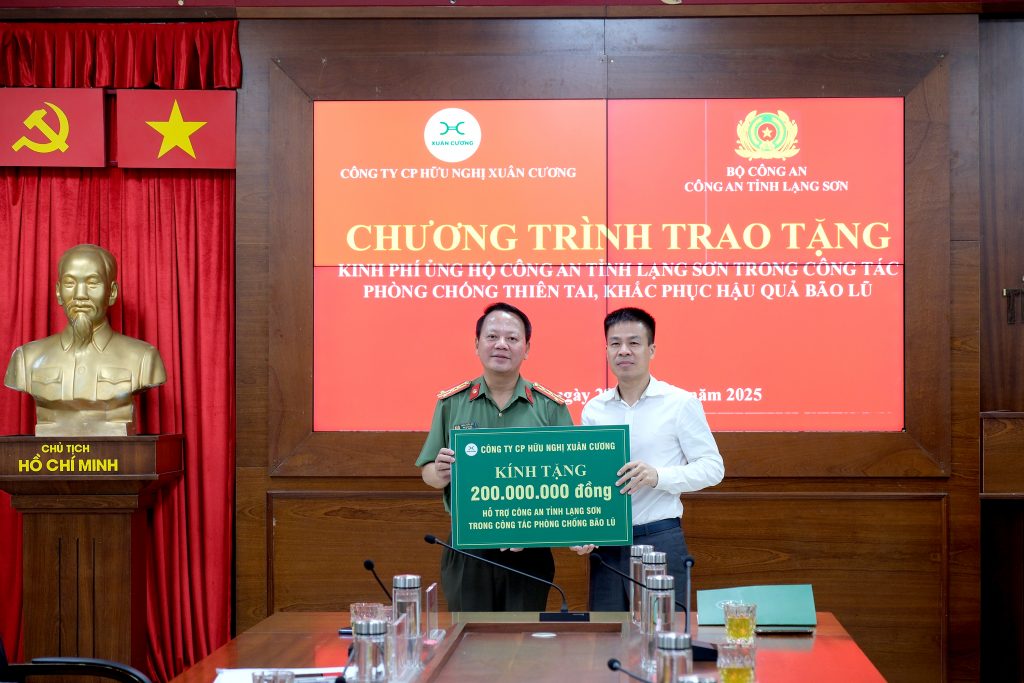 XUÂN CƯƠNG
CÔNG TY CP HỮU NGHỊ XUÂN CƯƠNG
BỘ CÔNG AN
CÔNG AN TỈNH LẠNG SƠN
CHƯƠNG TRÌNH TRAO TẶNG
KINH PHÍ ỦNG HỘ CÔNG AN TỈNH LẠNG SƠN TRONG CÔNG TÁC
PHÒNG CHỐNG THIÊN TAI, KHẮC PHỤC HẬU QUẢ BÃO LŨ
năm 2025
CÔNG TY CP HỮU NGHỊ XUÂN CƯƠNG
KÍNH TẶNG
200.000.000 đồng
HỖ TRỢ CÔNG AN TỈNH LẠNG SƠN
TRONG CÔNG TÁC PHÒNG CHỐNG BÃO LŨ
CHỦ TỊCH
HỒ CHÍ MINH